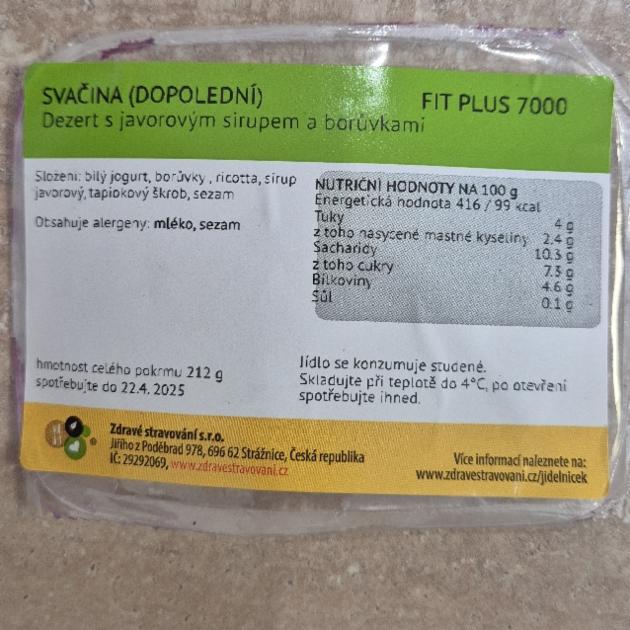 SVAČINA (DOPOLEDNÍ)
FIT PLUS 7000
Dezert s javorovým sirupem a borůvkami
Složení: bílý jogurt, borůvky , ricotta, sirup
javorový, tapiokový škrob, sezam
Obsahuje alergeny: mléko, sezam
NUTRIČNÍ HODNOTY NA 100 g
Energetická hodnota 416 / 99 kcal
Tuky 4 g
z toho nasycené mastné kyseliny 2.4 g
Sacharidy 10.3 g
z toho cukry 7.3 g
Bílkoviny 4.6 g
Sůl 0.1 g
hmotnost celého pokrmu 212 g
spotřebujte do 22.4. 2025
Jídlo se konzumuje studené.
Skladujte při teplotě do 4°C, po otevření
spotřebujte ihned.
Zdravé stravování s.r.o.
Jiřího z Poděbrad 978, 696 62 Strážnice, Česká republika
IČ: 29292069, www.zdravestravovani.cz
Více informací naleznete na:
www.zdravestravovani.cz/jidelnicek